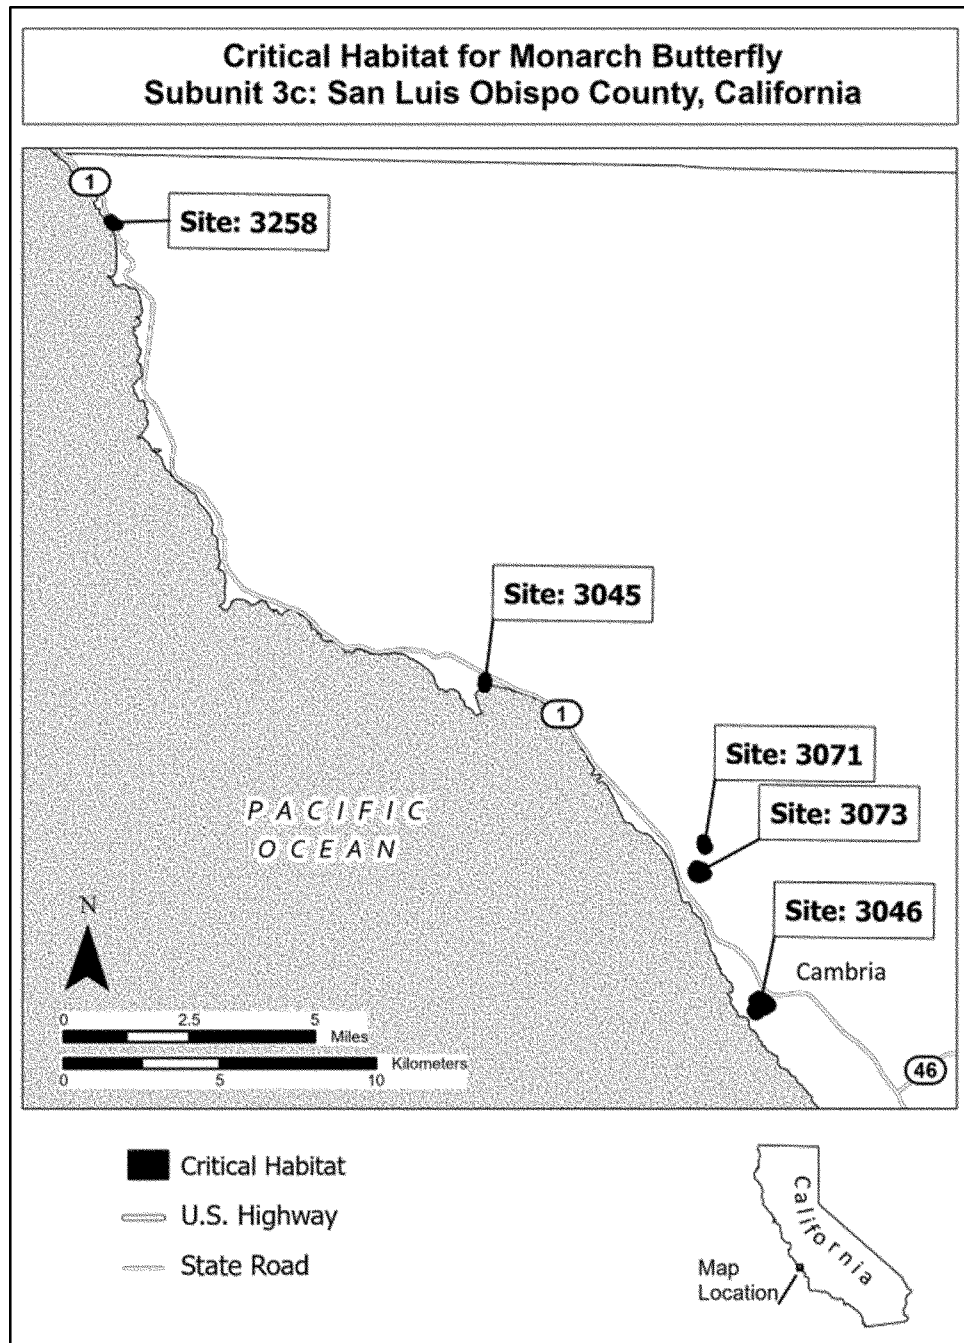 Critical Habitat for Monarch Butterfly
Subunit 3c: San Luis Obispo County, California
1
Site: 3258
Site: 3045
1
Site: 3071
Site: 3073
PACIFIC
OCEAN
Site: 3046
N
Cambria
0 2.5 5
Miles
Kilometers
0 5 10
46
Critical Habitat
U.S. Highway
State Road
California
Map
Location